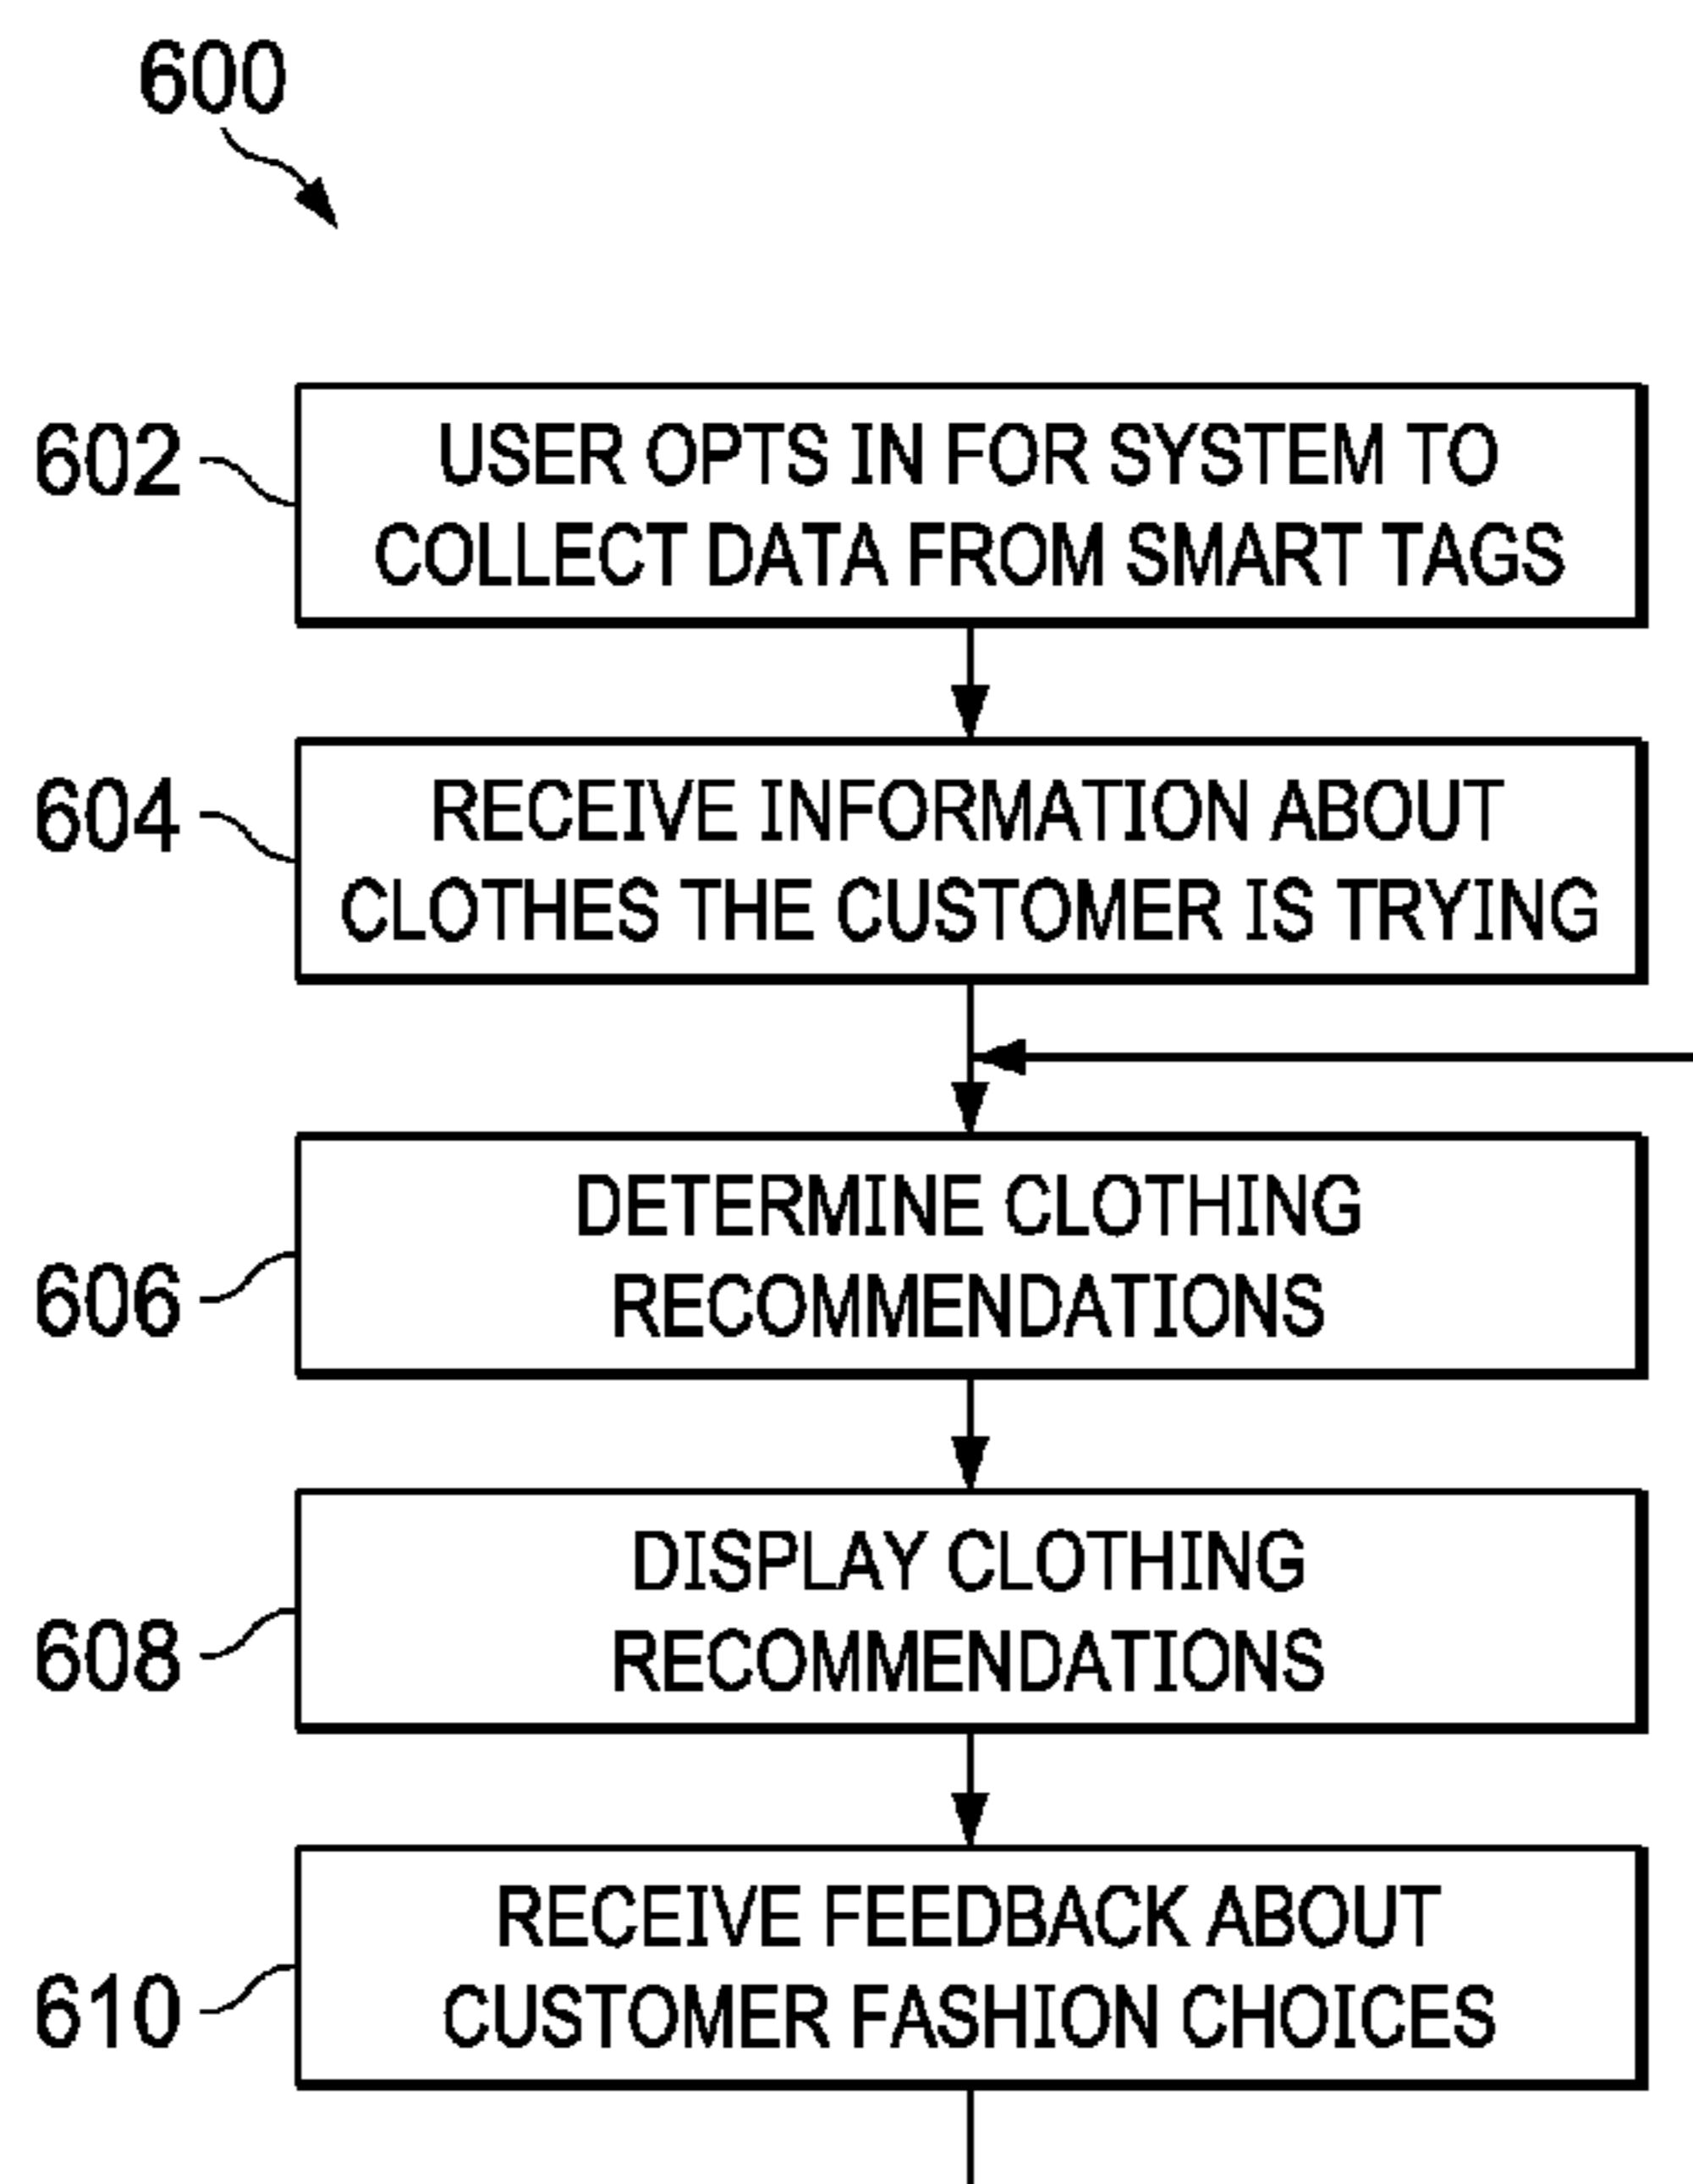 600
602
USER OPTS IN FOR SYSTEM TO
COLLECT DATA FROM SMART TAGS
604
RECEIVE INFORMATION ABOUT
CLOTHES THE CUSTOMER IS TRYING
606
DETERMINE CLOTHING
RECOMMENDATIONS
608
DISPLAY CLOTHING
RECOMMENDATIONS
610
RECEIVE FEEDBACK ABOUT
CUSTOMER FASHION CHOICES